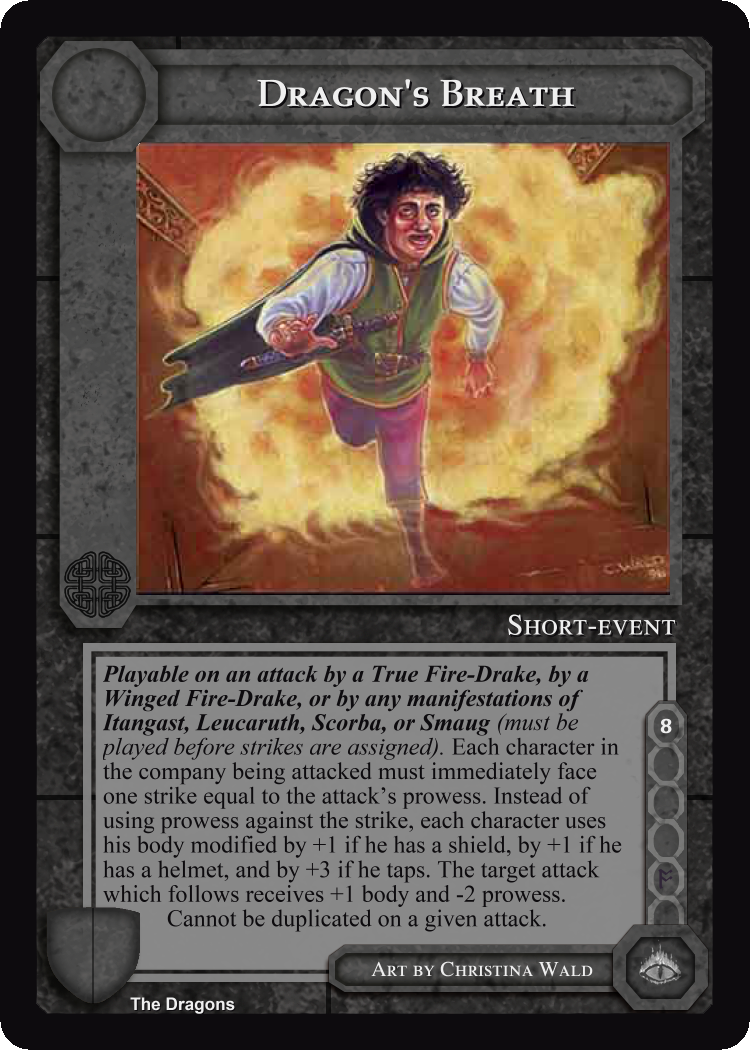 Dragon's Breath
C. WALD
96
Short-event
Playable on an attack by a True Fire-Drake, by a
Winged Fire-Drake, or by any manifestations of
Itangast, Leucaruth, Scorba, or Smaug (must be
played before strikes are assigned). Each character in
the company being attacked must immediately face
one strike equal to the attack’s prowess. Instead of
using prowess against the strike, each character uses
his body modified by +1 if he has a shield, by +1 if he
has a helmet, and by +3 if he taps. The target attack
which follows receives +1 body and -2 prowess.
Cannot be duplicated on a given attack.
8
Art by Christina Wald
The Dragons